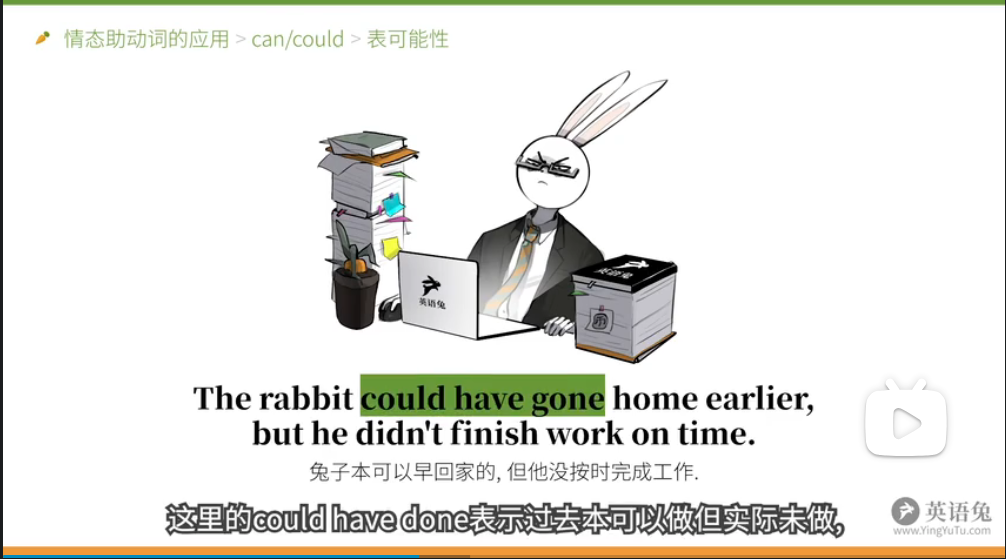 情态助动词的应用 > can/could > 表可能性
英语兔
英语兔
The rabbit could have gone home earlier,
but he didn't finish work on time.
兔子本可以早回家的, 但他没按时完成工作.
这里的could have done表示过去本可以做但实际未做,
英语兔
www.YingYuTu.com